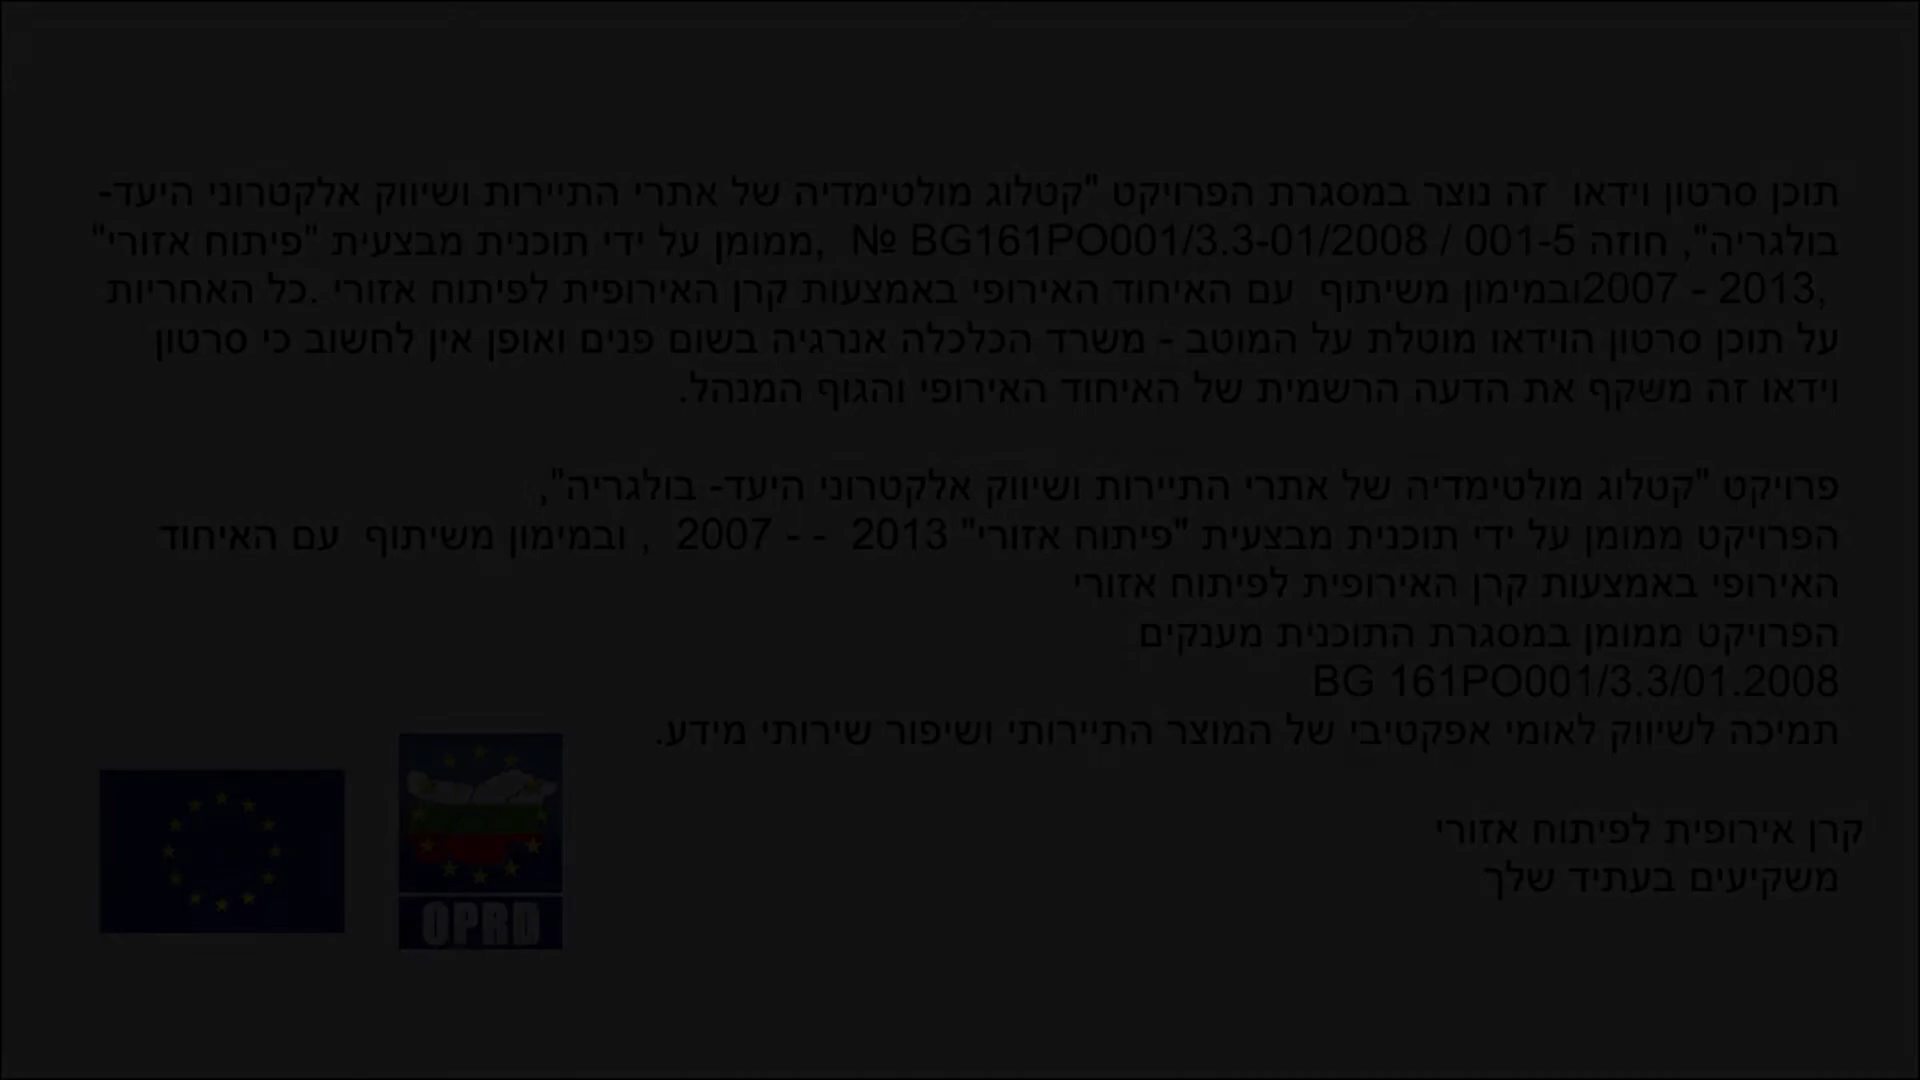 תוכן סרטון וידאו  זה נוצר במסגרת הפרויקט "קטלוג מולטימדיה של אתרי התיירות ושיווק אלקטרוני היעד-
בולגריה", חוזה № BG161PO001/3.3-01/2008 / 001-5  ,ממומן על ידי תוכנית מבצעית "פיתוח אזורי"
,2013 - 2007ובמימון משיתוף  עם האיחוד האירופי באמצעות קרן האירופית לפיתוח אזורי .כל האחריות
על תוכן סרטון הוידאו מוטלת על המוטב - משרד הכלכלה אנרגיה בשום פנים ואופן אין לחשוב כי סרטון
וידאו זה משקף את הדעה הרשמית של האיחוד האירופי והגוף המנהל.
פרויקט "קטלוג מולטימדיה של אתרי התיירות ושיווק אלקטרוני היעד- בולגריה",
הפרויקט ממומן על ידי תוכנית מבצעית "פיתוח אזורי" 2013 - - 2007 , ובמימון משיתוף  עם האיחוד
האירופי באמצעות קרן האירופית לפיתוח אזורי
הפרויקט ממומן במסגרת התוכנית מענקים
BG 161PO001/3.3/01.2008
תמיכה לשיווק לאומי אפקטיבי של המוצר התיירותי ושיפור שירותי מידע.
קרן אירופית לפיתוח אזורי
משקיעים בעתיד שלך
OPRD